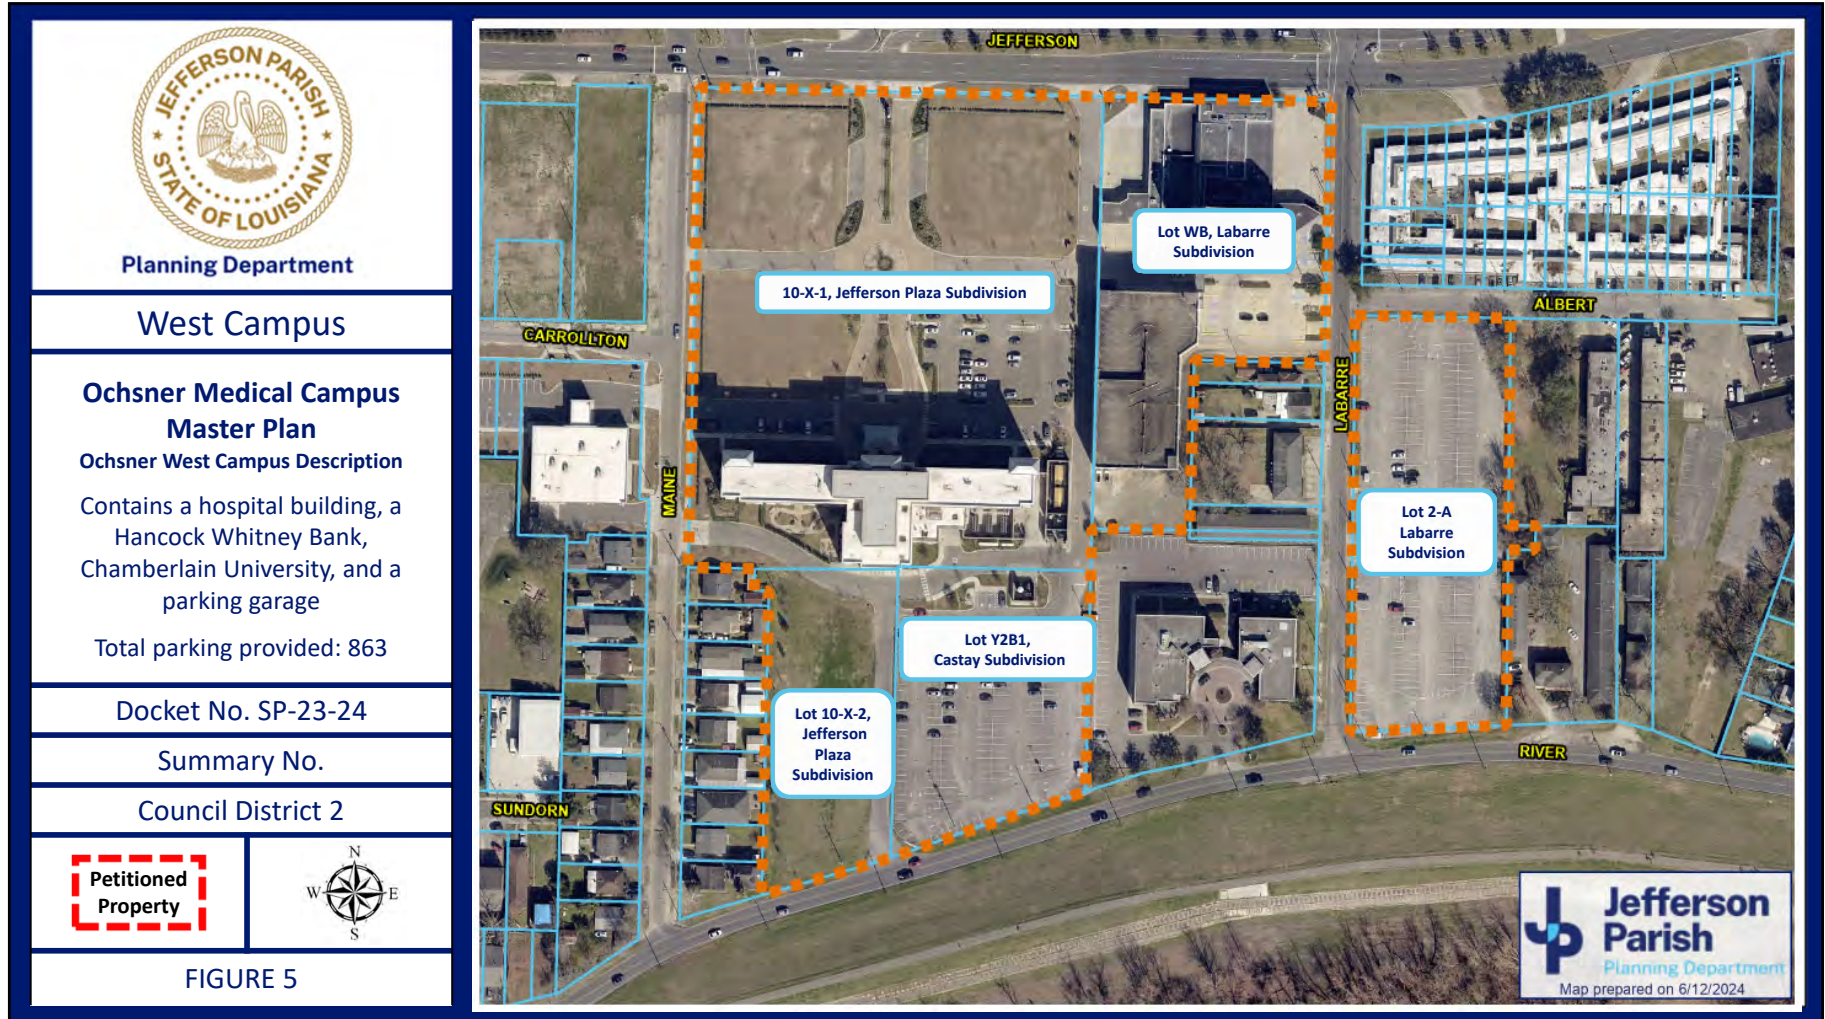 JEFFERSON PARISH
STATE OF LOUISIANA
Planning Department
West Campus
Ochsner Medical Campus
Master Plan
Ochsner West Campus Description
Contains a hospital building, a
Hancock Whitney Bank,
Chamberlain University, and a
parking garage
Total parking provided: 863
Docket No. SP-23-24
Summary No.
Council District 2
Petitioned
Property
N
W
E
S
FIGURE 5
JEFFERSON
Lot WB, Labarre
Subdivision
10-X-1, Jefferson Plaza Subdivision
ALBERT
CARROLLTON
LABARRE
MAINE
Lot 2-A
Labarre
Subdvision
Lot Y2B1,
Castay Subdivision
Lot 10-X-2,
Jefferson
Plaza
Subdivision
RIVER
SUNDORN
JP
Jefferson
Parish
Planning Department
Map prepared on 6/12/2024